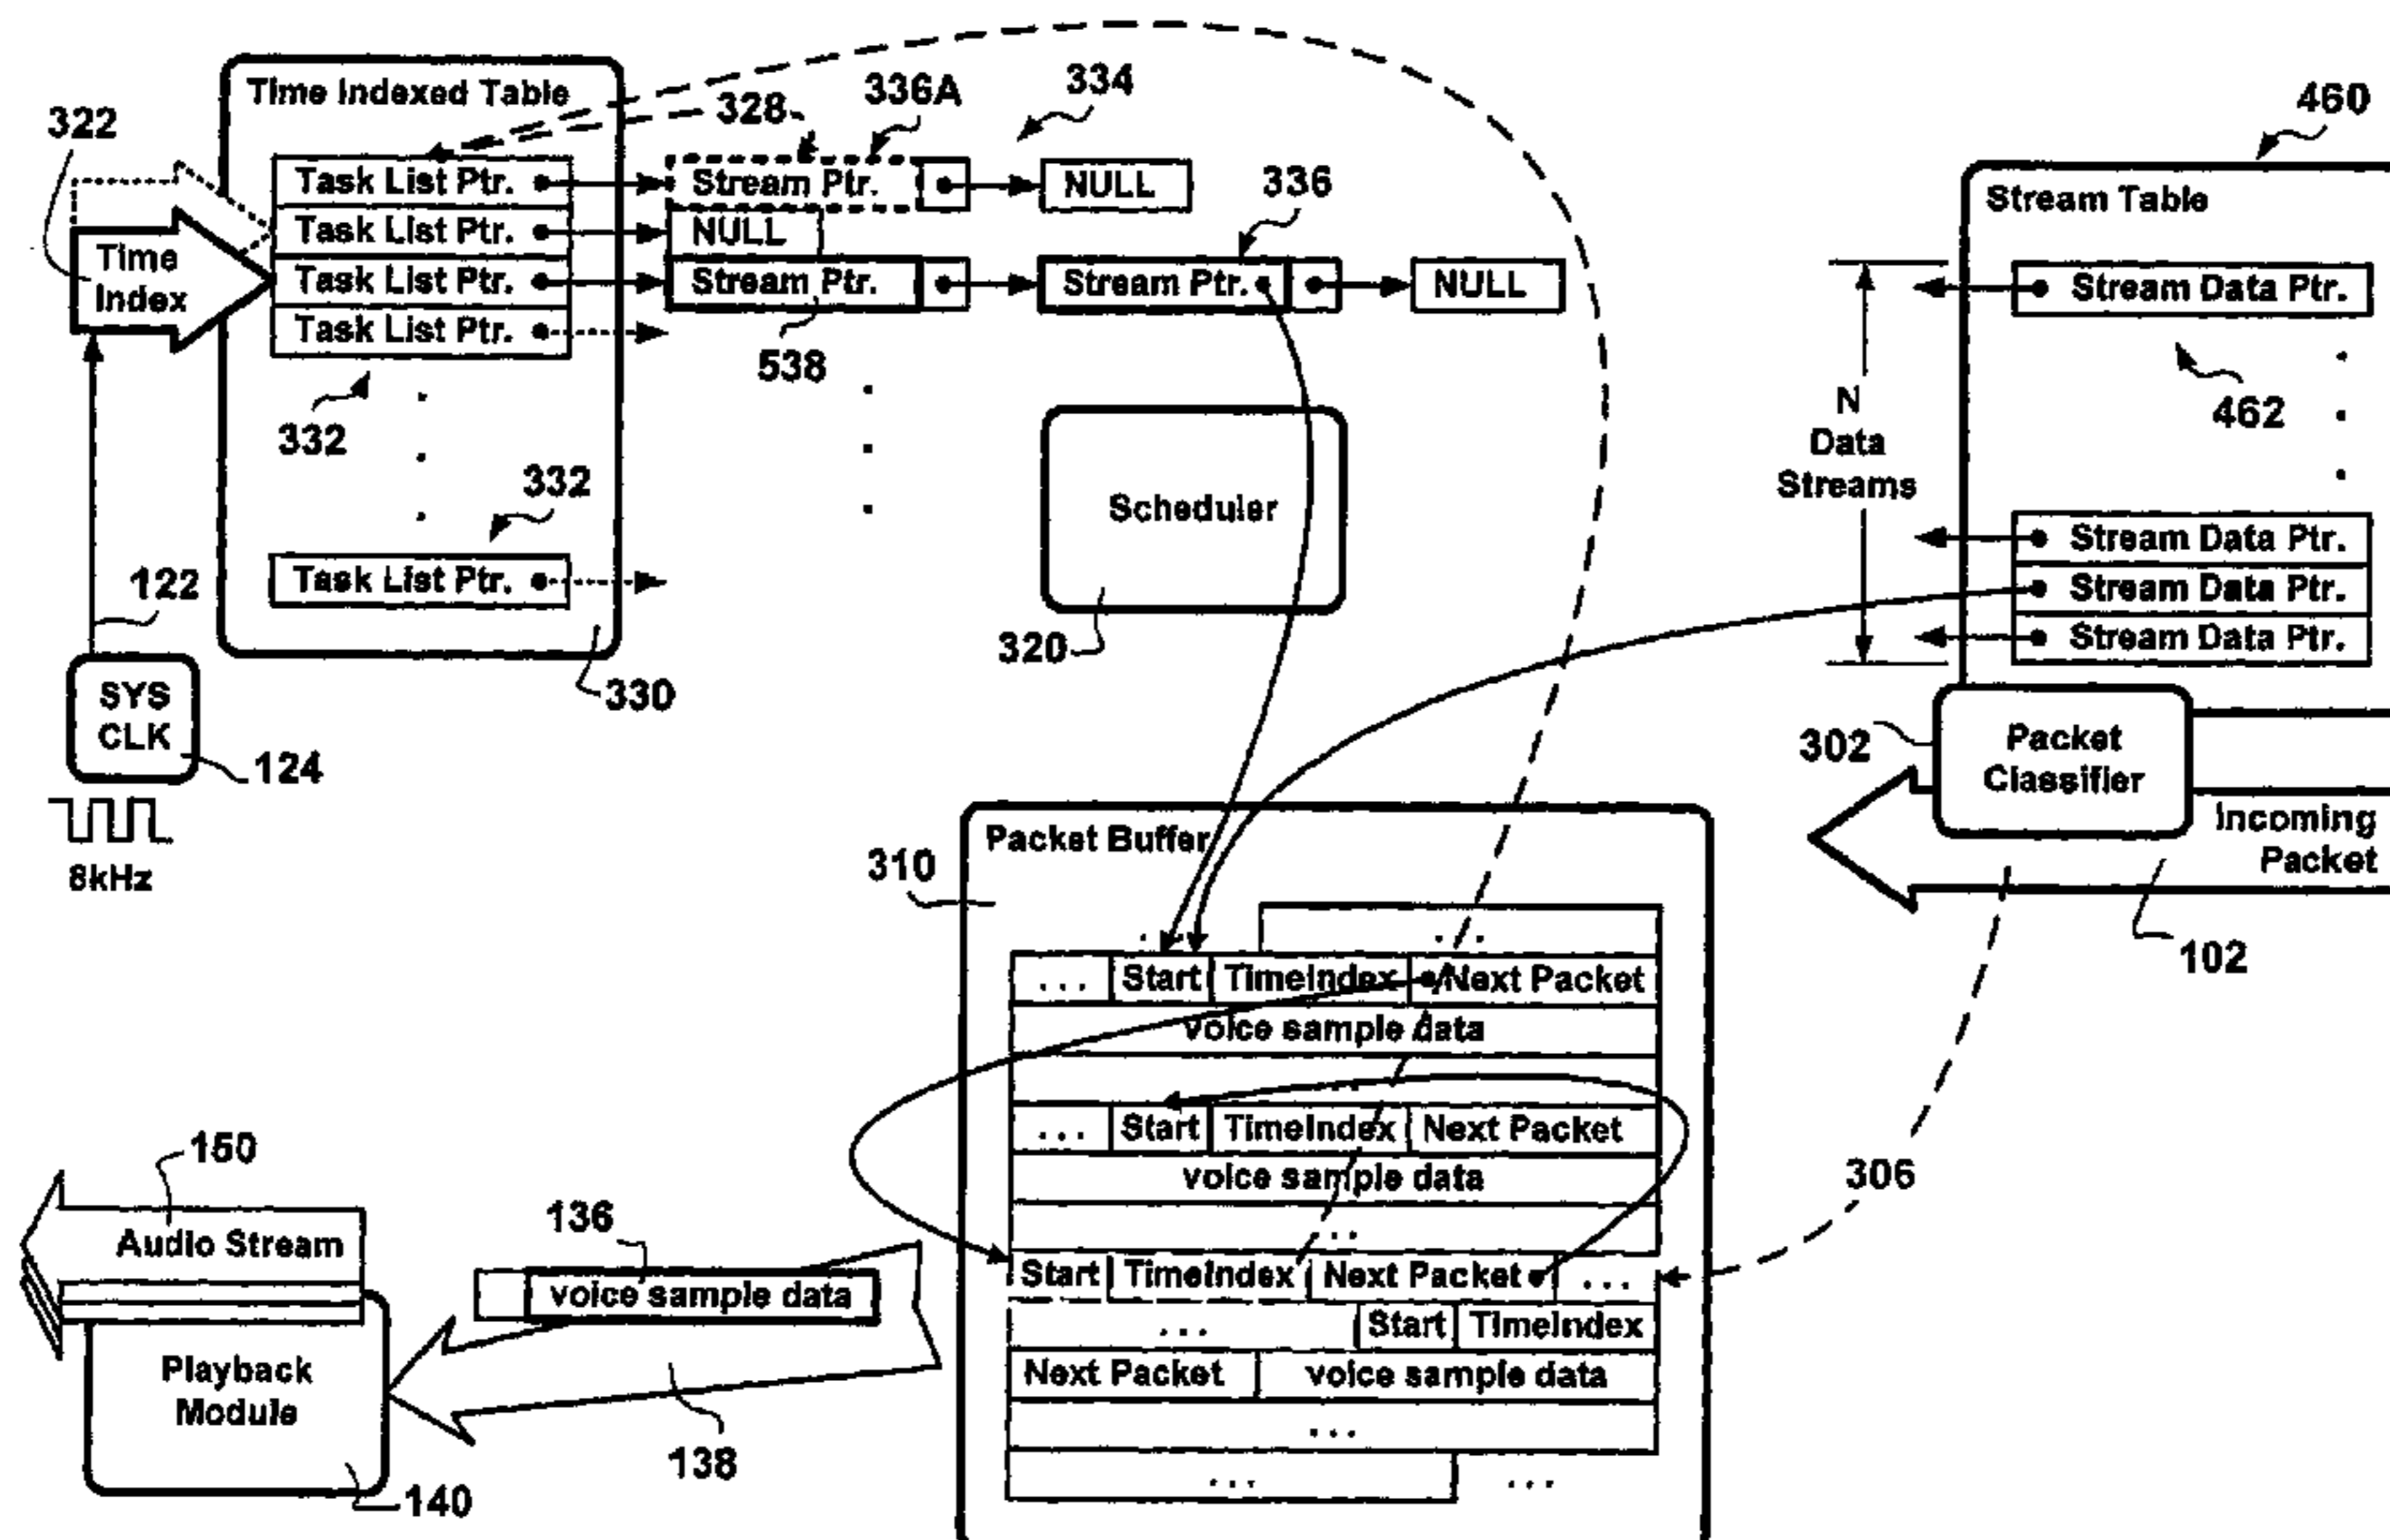 Time Indexed Table
322
328
336A
334
460
Task List Ptr.
Stream Ptr.
NULL
336
Stream Table
Task List Ptr.
NULL
Time
Index
Task List Ptr.
Stream Ptr.
Stream Ptr.
NULL
Stream Data Ptr.
Task List Ptr.
538
332
N
Data
Streams
462
332
Scheduler
Stream Data Ptr.
Task List Ptr.
122
Stream Data Ptr.
320
Stream Data Ptr.
330
SYS
CLK
124
302
Packet
Classifier
8kHz
Packet Buffer
310
Incoming
Packet
. . .
. . .
102
. . .
Start
TimeIndex
Next Packet
voice sample data
. . .
. . .
Start
TimeIndex
Next Packet
150
voice sample data
306
136
. . .
Audio Stream
voice sample data
Start
TimeIndex
Next Packet
. . .
. . .
Start
TimeIndex
Playback
Module
Next Packet
voice sample data
138
. . .
140
. . .
. . .